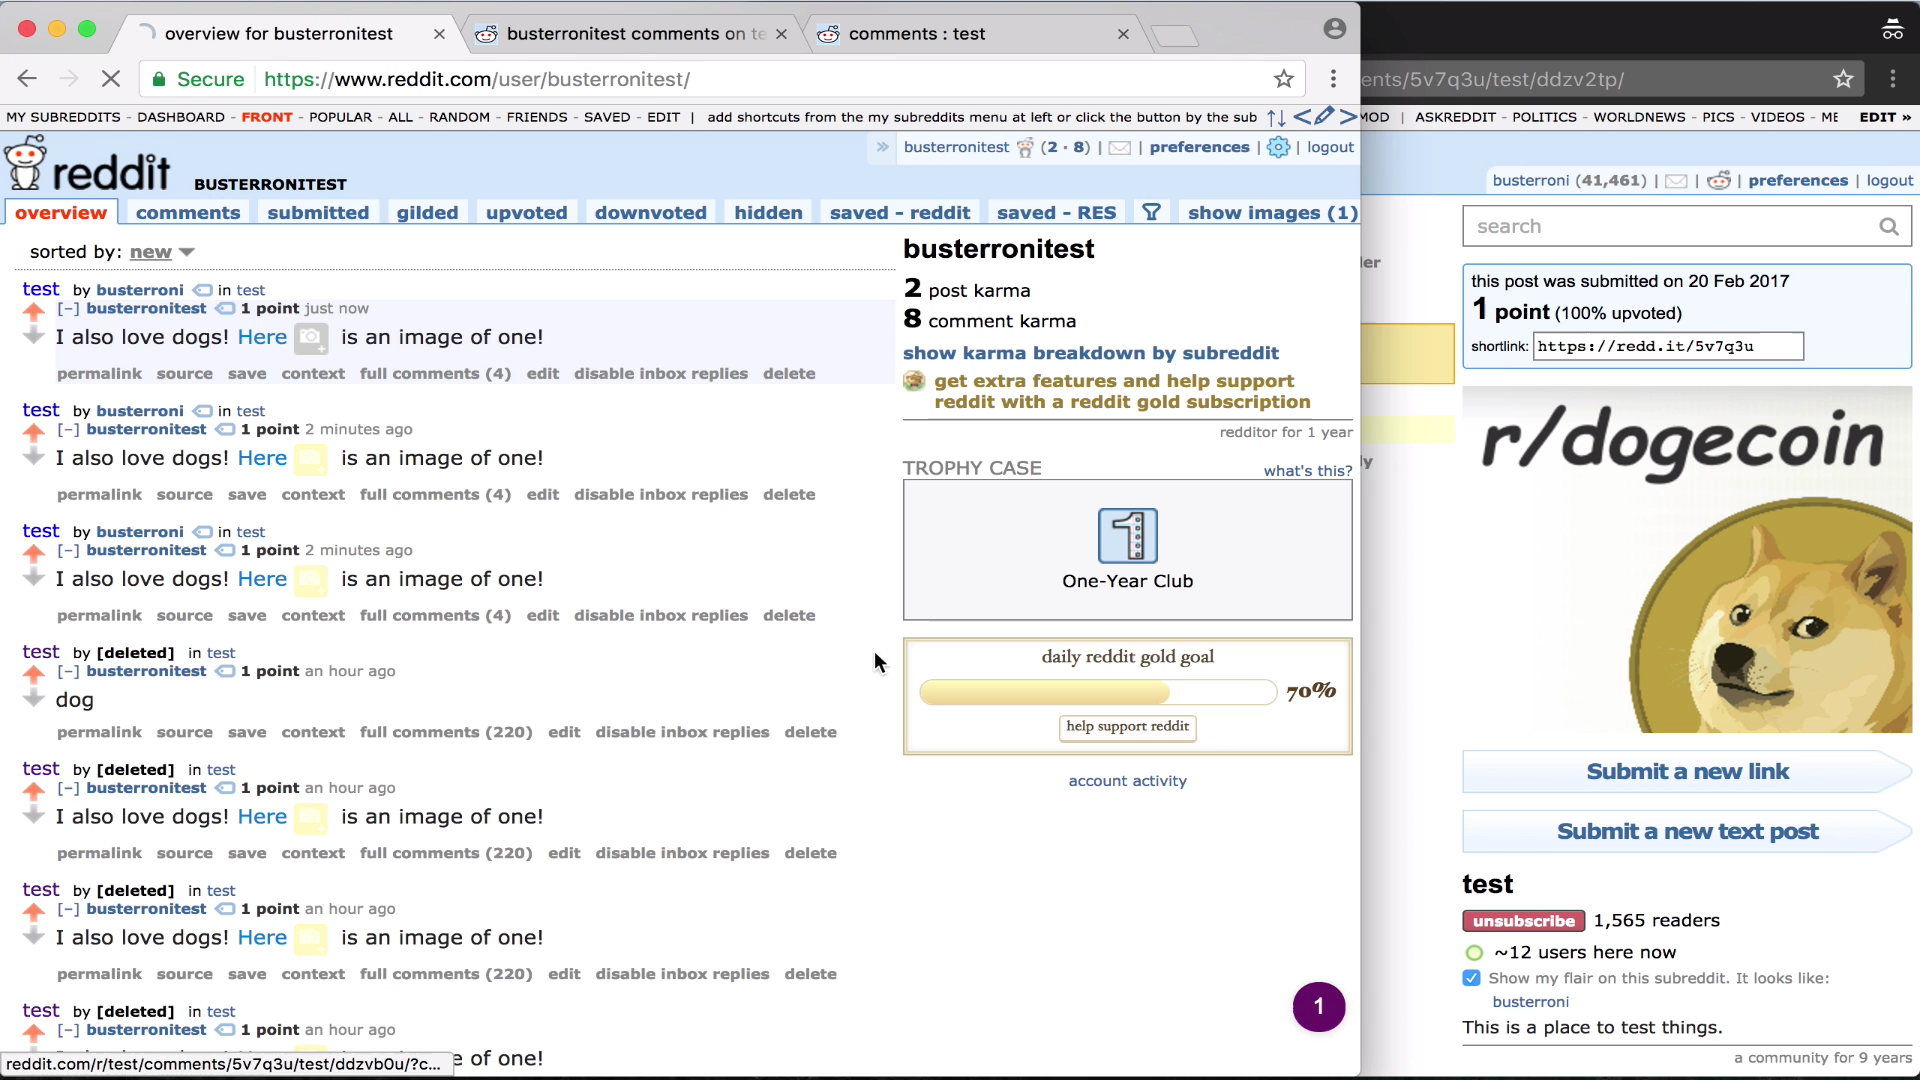 overview for busterronitest
busterronitest comments on te
comments : test
Secure https://www.reddit.com/user/busterronitest/
ents/5v7q3u/test/ddzv2tp/
MY SUBREDDITS - DASHBOARD - FRONT - POPULAR - ALL - RANDOM - FRIENDS - SAVED - EDIT | add shortcuts from the my subreddits menu at left or click the button by the sub
MOD | ASKREDDIT - POLITICS - WORLDNEWS - PICS - VIDEOS - ME EDIT »
» busterronitest (2 · 8) | | preferences | | logout
reddit BUSTERRONITEST
busterroni (41,461) | | | preferences | logout
overview comments submitted gilded upvoted downvoted hidden saved - reddit saved - RES show images (1)
sorted by: new
test by busterroni in test
[–] busterronitest 1 point just now
I also love dogs! Here is an image of one!
permalink source save context full comments (4) edit disable inbox replies delete
test by busterroni in test
[–] busterronitest 1 point 2 minutes ago
I also love dogs! Here is an image of one!
permalink source save context full comments (4) edit disable inbox replies delete
test by busterroni in test
[–] busterronitest 1 point 2 minutes ago
I also love dogs! Here is an image of one!
permalink source save context full comments (4) edit disable inbox replies delete
test by [deleted] in test
[–] busterronitest 1 point an hour ago
dog
permalink source save context full comments (220) edit disable inbox replies delete
test by [deleted] in test
[–] busterronitest 1 point an hour ago
I also love dogs! Here is an image of one!
permalink source save context full comments (220) edit disable inbox replies delete
test by [deleted] in test
[–] busterronitest 1 point an hour ago
I also love dogs! Here is an image of one!
permalink source save context full comments (220) edit disable inbox replies delete
test by [deleted] in test
[–] busterronitest 1 point an hour ago
e of one!
reddit.com/r/test/comments/5v7q3u/test/ddzvb0u/?c...
busterronitest
2 post karma
8 comment karma
show karma breakdown by subreddit
get extra features and help support
reddit with a reddit gold subscription
redditor for 1 year
TROPHY CASE what's this?
1
One-Year Club
daily reddit gold goal
70%
help support reddit
account activity
1
ler
ly
search
this post was submitted on 20 Feb 2017
1 point (100% upvoted)
shortlink: https://redd.it/5v7q3u
r/dogecoin
Submit a new link
Submit a new text post
test
unsubscribe 1,565 readers
~12 users here now
Show my flair on this subreddit. It looks like:
busterroni
This is a place to test things.
a community for 9 years